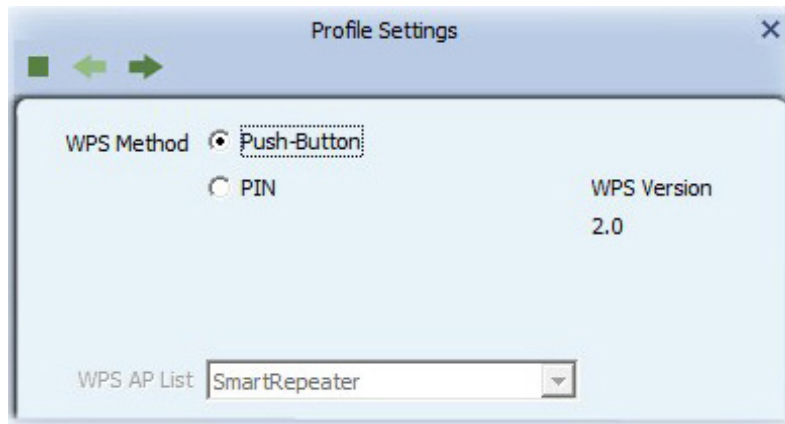 Profile Settings
WPS Method Push-Button
PIN WPS Version
2.0
WPS AP List SmartRepeater